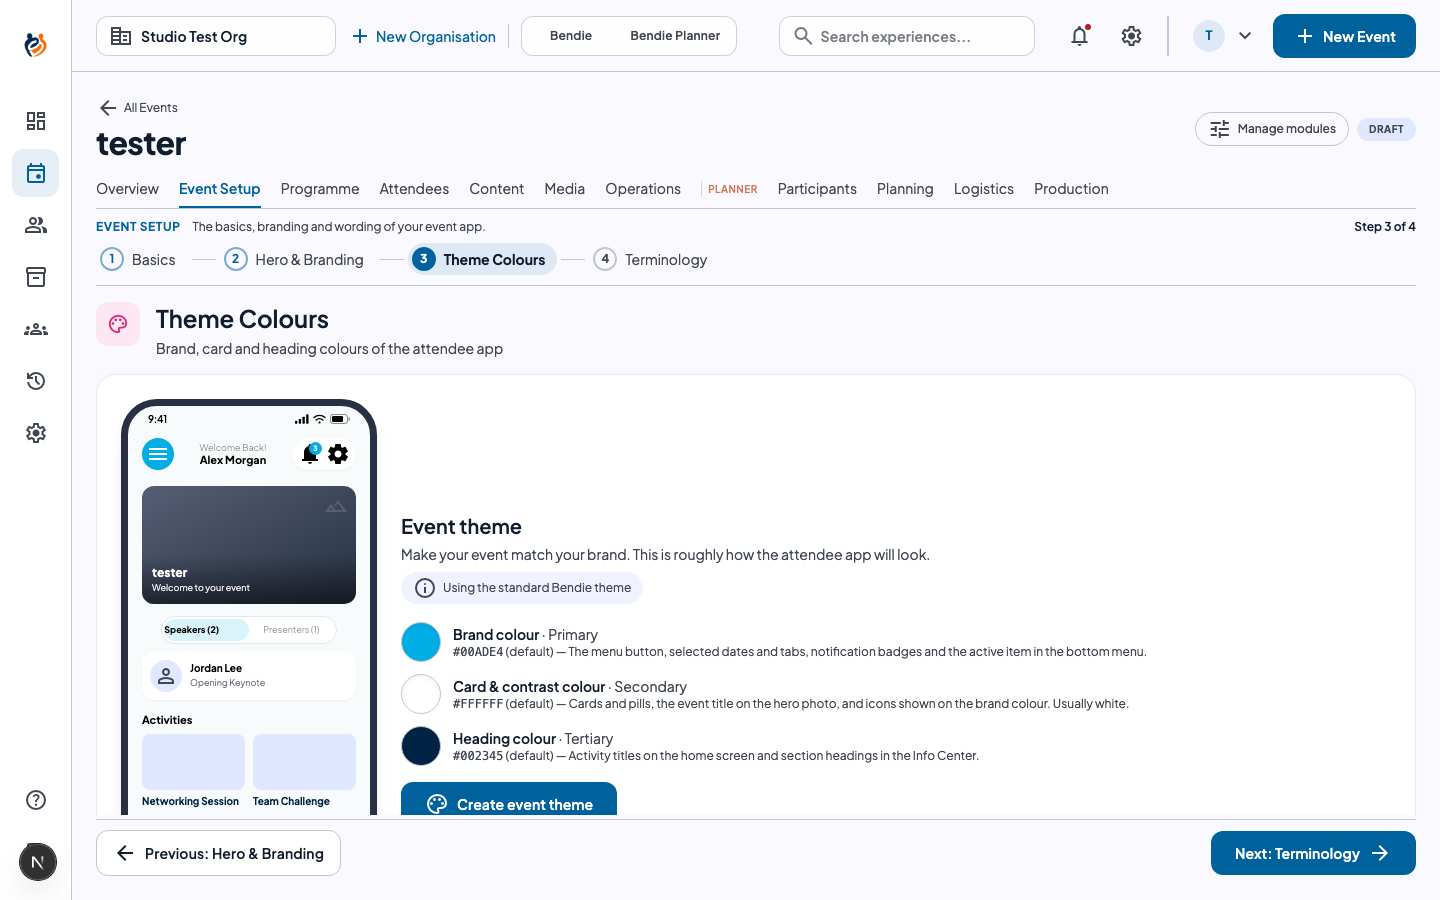 Studio Test Org
New Organisation
Bendie
Bendie Planner
Search experiences...
T
New Event
All Events
tester
Manage modules
DRAFT
Overview
Event Setup
Programme
Attendees
Content
Media
Operations
PLANNER
Participants
Planning
Logistics
Production
EVENT SETUP
The basics, branding and wording of your event app.
Step 3 of 4
1
Basics
2
Hero & Branding
3
Theme Colours
4
Terminology
Theme Colours
Brand, card and heading colours of the attendee app
9:41
Welcome Back!
Alex Morgan
3
tester
Welcome to your event
Speakers (2)
Presenters (1)
Jordan Lee
Opening Keynote
Activities
Networking Session
Team Challenge
Event theme
Make your event match your brand. This is roughly how the attendee app will look.
Using the standard Bendie theme
Brand colour · Primary
#00ADE4 (default) — The menu button, selected dates and tabs, notification badges and the active item in the bottom menu.
Card & contrast colour · Secondary
#FFFFFF (default) — Cards and pills, the event title on the hero photo, and icons shown on the brand colour. Usually white.
Heading colour · Tertiary
#002345 (default) — Activity titles on the home screen and section headings in the Info Center.
Create event theme
N
Previous: Hero & Branding
Next: Terminology